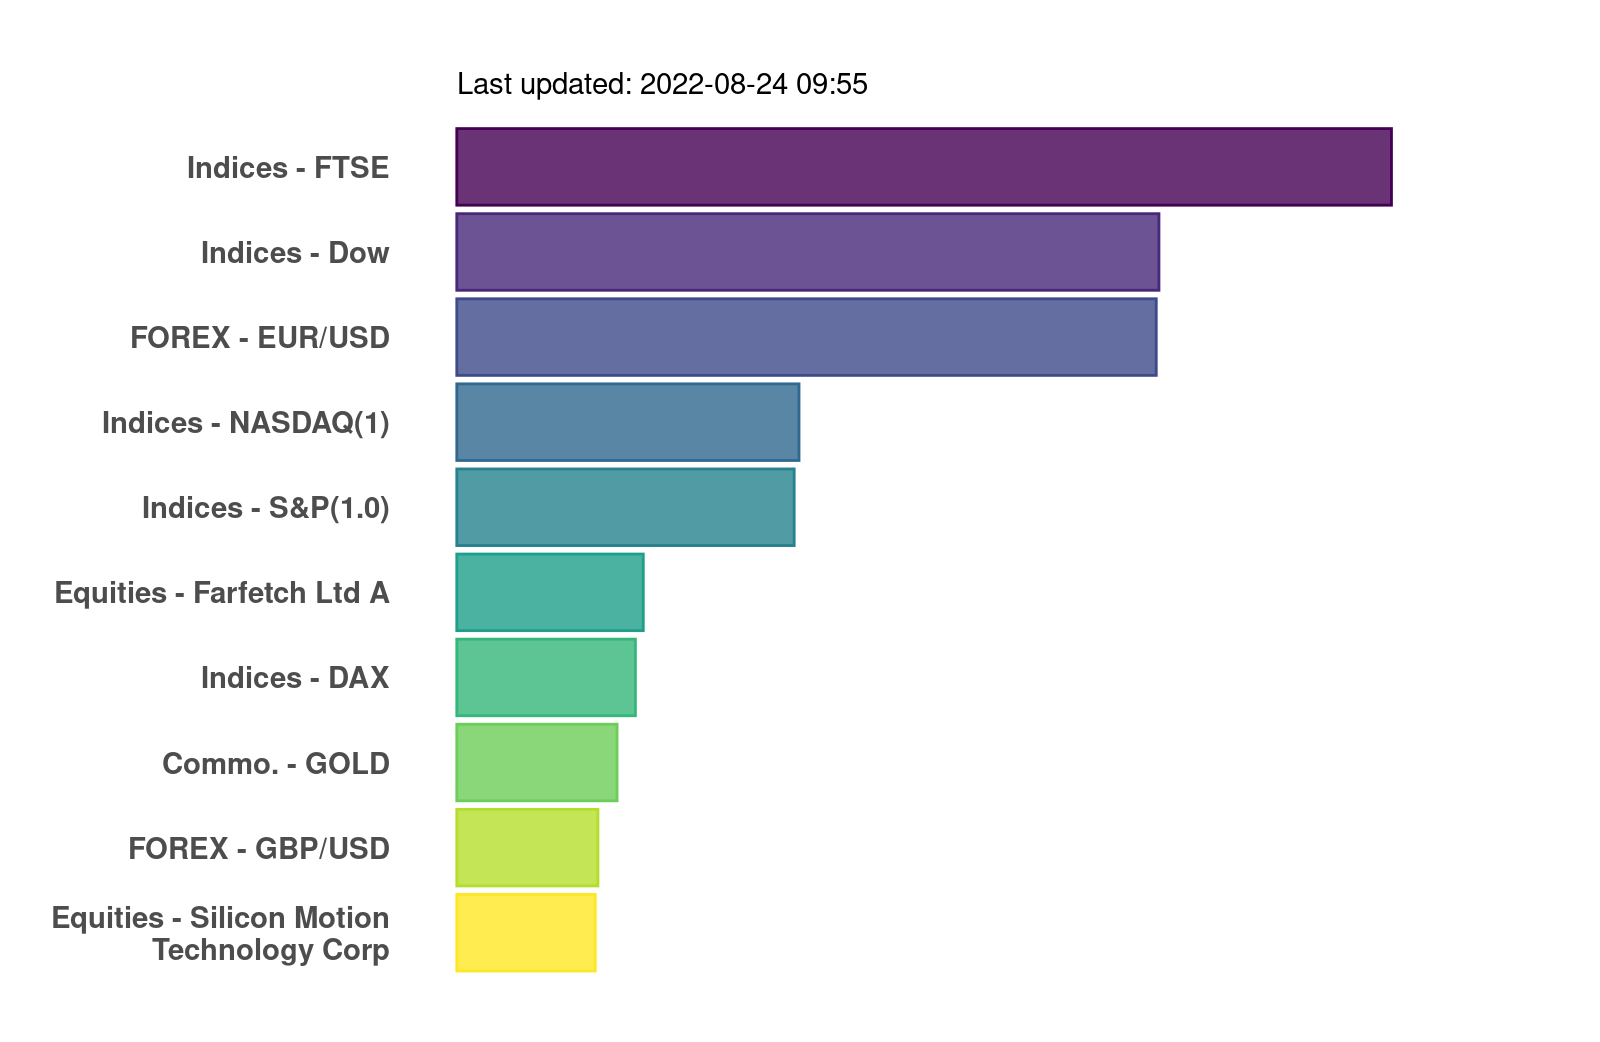 Last updated: 2022-08-24 09:55
Indices - FTSE
Indices - Dow
FOREX - EUR/USD
Indices - NASDAQ(1)
Indices - S&P(1.0)
Equities - Farfetch Ltd A
Indices - DAX
Commo. - GOLD
FOREX - GBP/USD
Equities - Silicon Motion
Technology Corp